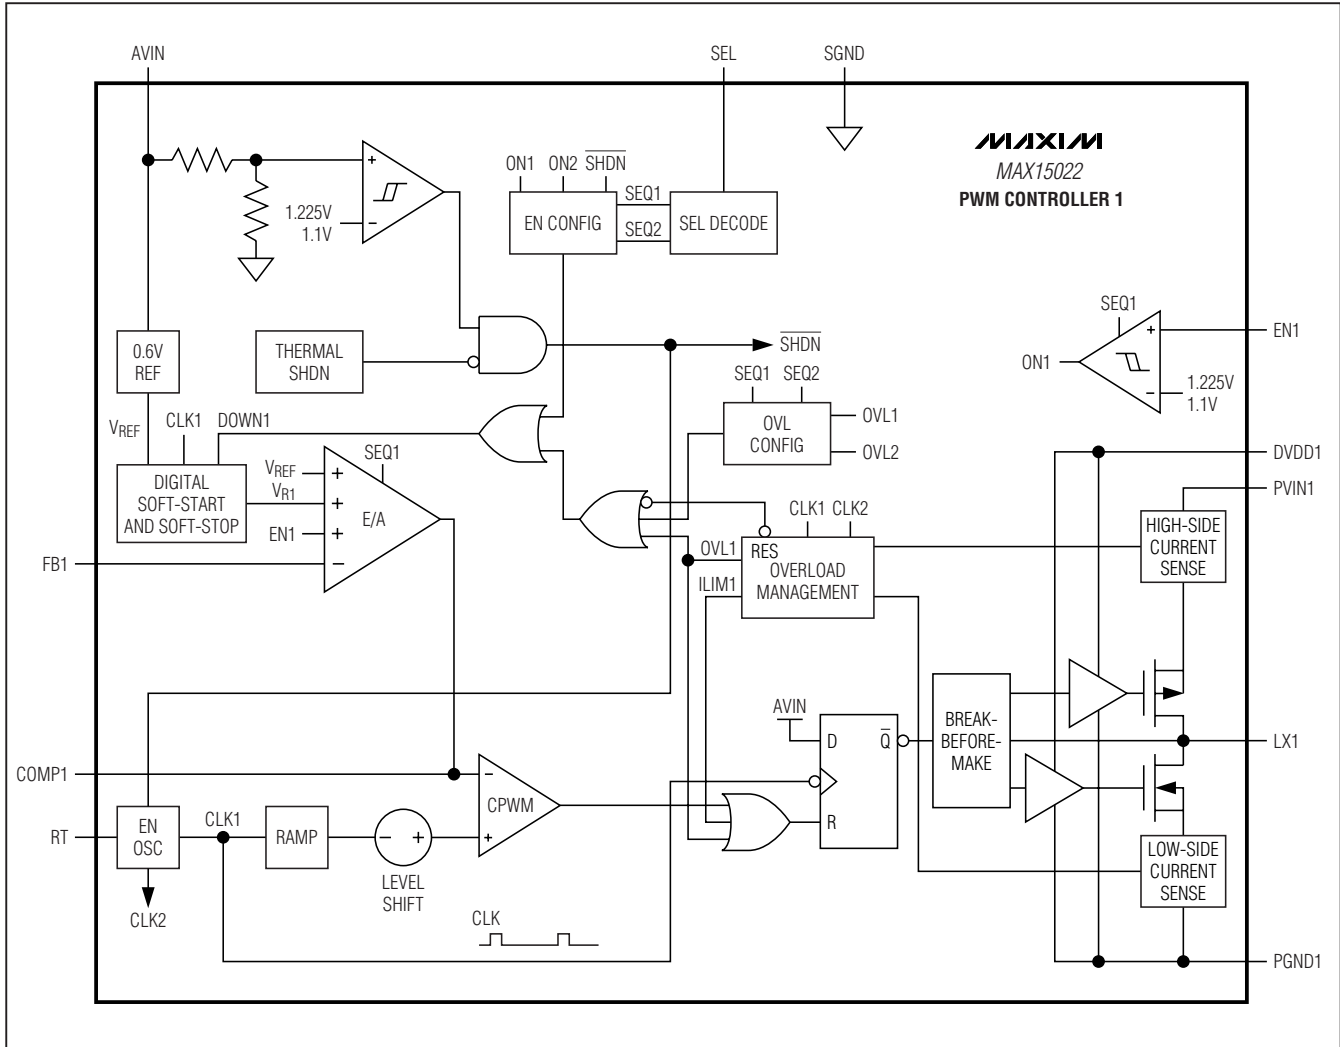 AVIN
SEL
SGND
MAXIM
MAX15022
PWM CONTROLLER 1
ON1
ON2
SHDN
SEQ1
SEQ2
EN CONFIG
SEL DECODE
+
1.225V
1.1V
−
0.6V
REF
THERMAL
SHDN
SHDN
SEQ1
+
EN1
ON1
−
1.225V
1.1V
SEQ1
SEQ2
OVL
CONFIG
OVL1
OVL2
VREF
CLK1
DOWN1
DIGITAL
SOFT-START
AND SOFT-STOP
VREF
VR1
EN1
SEQ1
+
+
+
−
E/A
FB1
DVDD1
PVIN1
CLK1
CLK2
OVL1
ILIM1
RES
OVERLOAD
MANAGEMENT
HIGH-SIDE
CURRENT
SENSE
AVIN
D
Q
R
BREAK-
BEFORE-
MAKE
LX1
COMP1
−
CPWM
+
RT
EN
OSC
CLK1
RAMP
− +
LEVEL
SHIFT
CLK2
CLK
LOW-SIDE
CURRENT
SENSE
PGND1